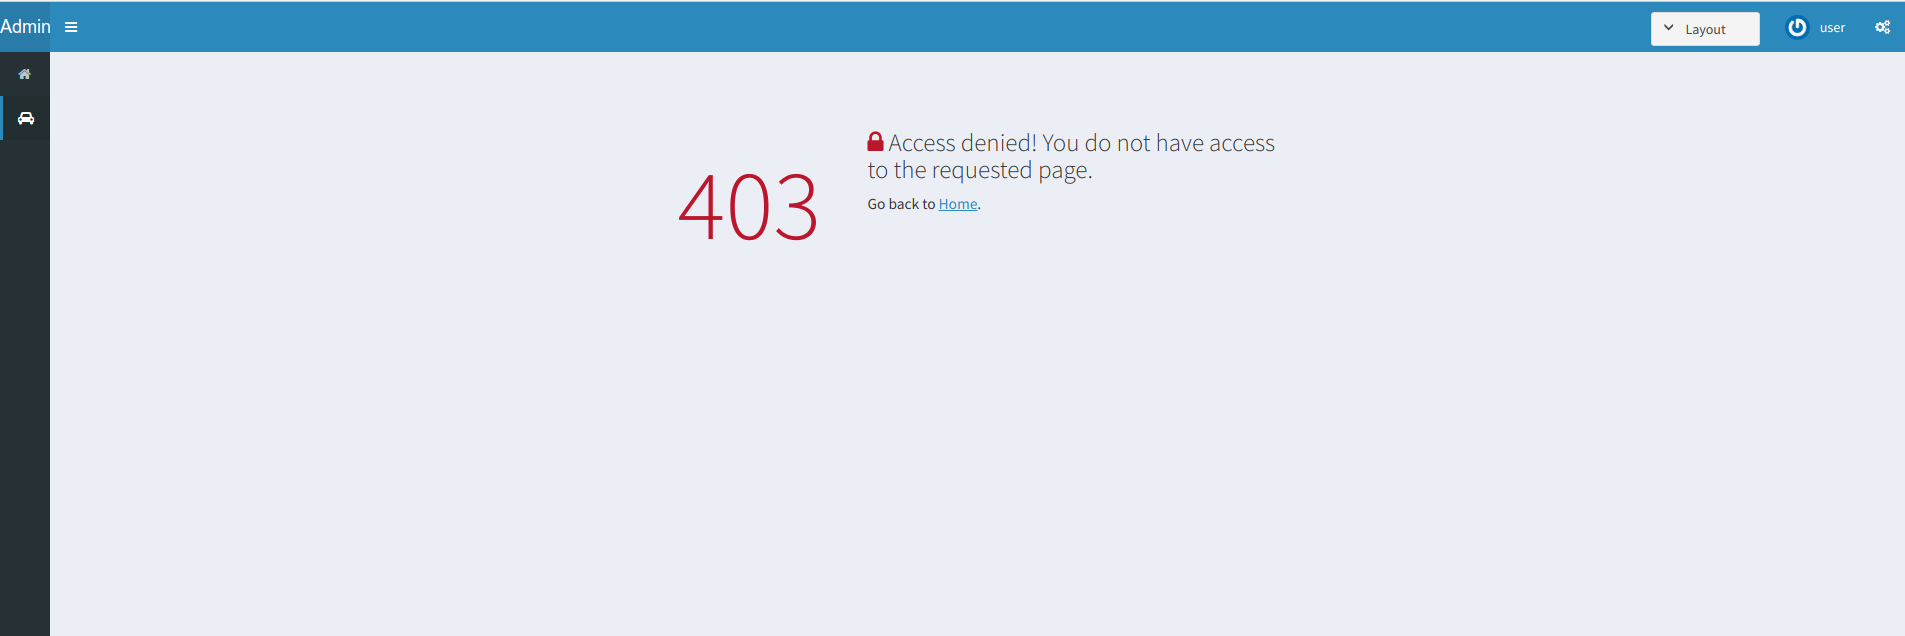 Admin
Layout
user
Access denied! You do not have access
to the requested page.
403
Go back to Home.